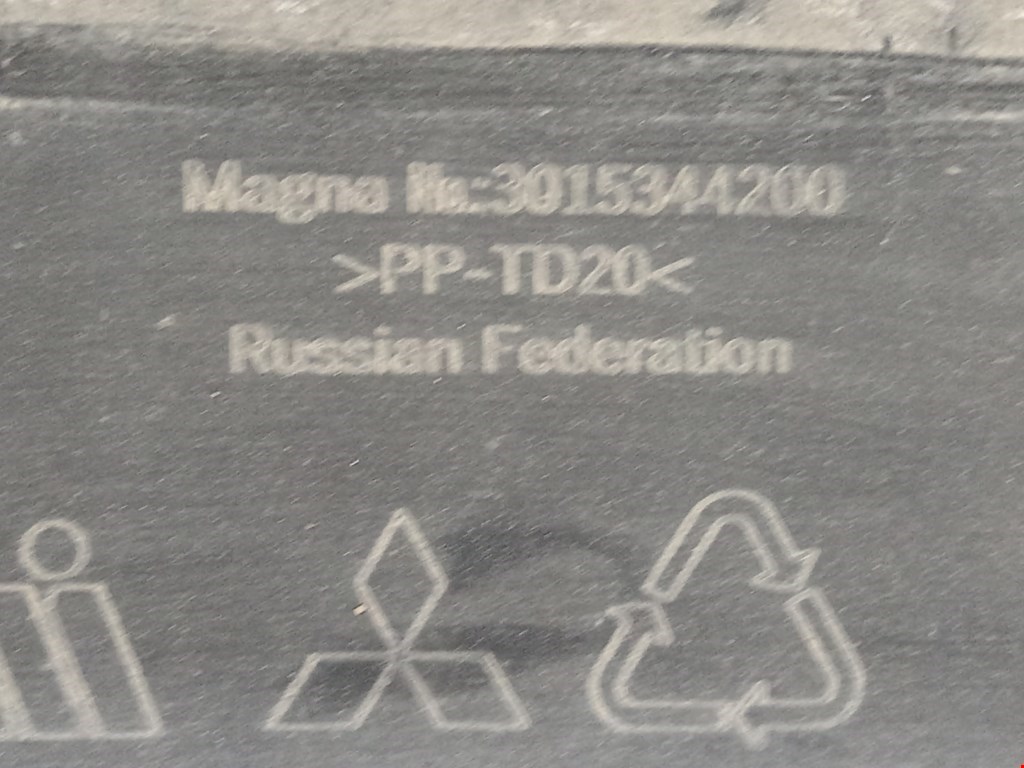 Magna No.:3015344200
>PP-TD20<
Russian Federation